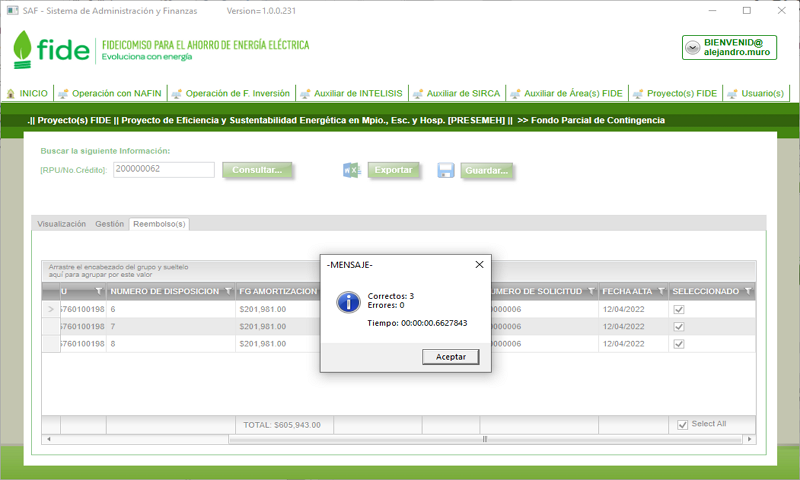 SAF - Sistema de Administración y Finanzas Version=1.0.0.231
fide
FIDEICOMISO PARA EL AHORRO DE ENERGÍA ELÉCTRICA
Evoluciona con energía
BIENVENID@
alejandro.muro
INICIO Operación con NAFIN Operación de F. Inversión Auxiliar de INTELISIS Auxiliar de SIRCA Auxiliar de Área(s) FIDE Proyecto(s) FIDE Usuario(s)
.|| Proyecto(s) FIDE || Proyecto de Eficiencia y Sustentabilidad Energética en Mpio., Esc. y Hosp. [PRESEMEH] || >> Fondo Parcial de Contingencia
Buscar la siguiente Información:
[RPU/No.Crédito]: 200000062 Consultar... Exportar Guardar...
Visualización Gestión Reembolso(s)
Arrastre el encabezado del grupo y sueltelo
aquí para agrupar por este valor
U NUMERO DE DISPOSICION FG AMORTIZACION UMERO DE SOLICITUD FECHA ALTA SELECCIONADO
5760100198 6 $201,981.00 0000006 12/04/2022
5760100198 7 $201,981.00 0000006 12/04/2022
5760100198 8 $201,981.00 0000006 12/04/2022
TOTAL: $605,943.00 Select All
-MENSAJE-
Correctos: 3
Errores: 0
Tiempo: 00:00:00.6627843
Aceptar